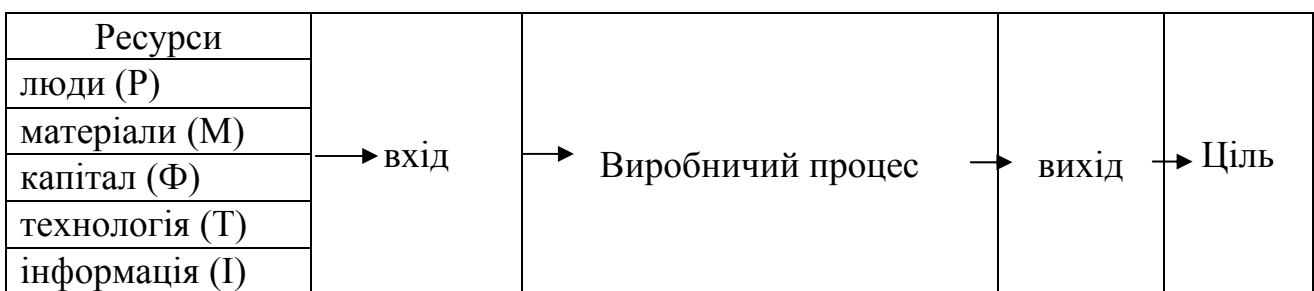 Ресурси
люди (Р)
матеріали (М)
капітал (Ф)
технологія (Т)
інформація (І)
вхід
Виробничий процес
вихід
Ціль